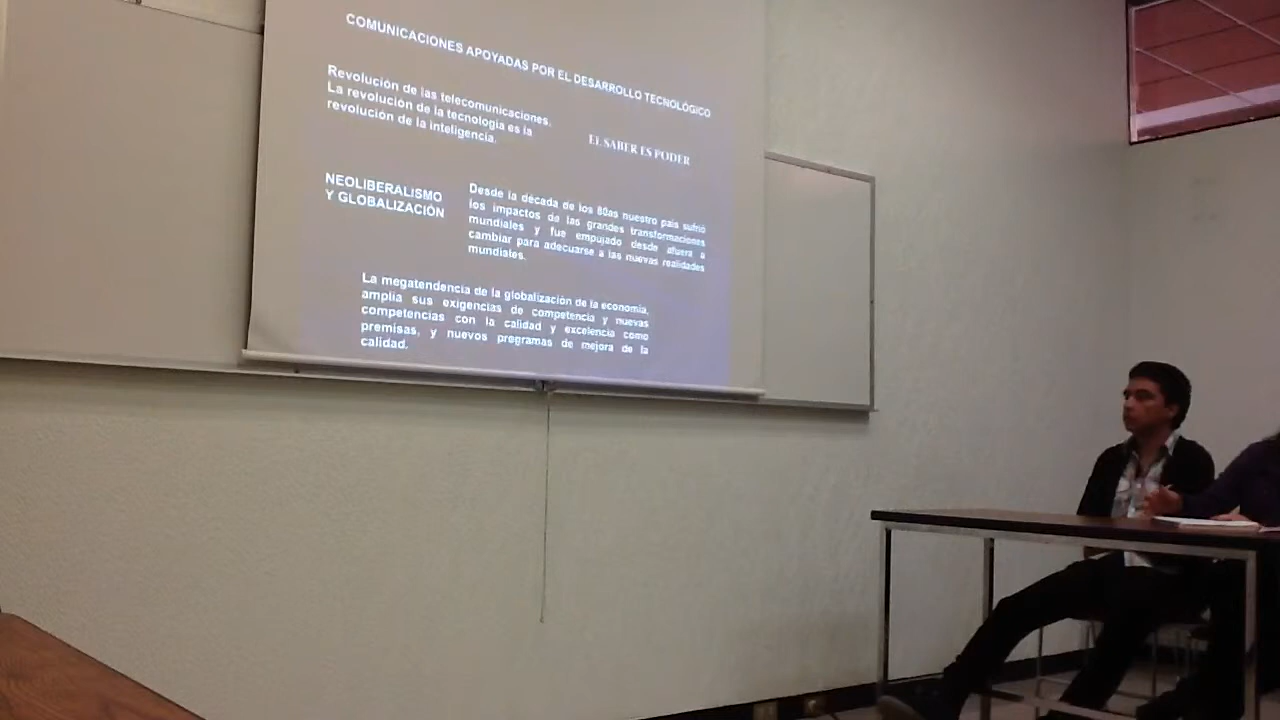 COMUNICACIONES APOYADAS POR EL DESARROLLO TECNOLÓGICO
Revolución de las telecomunicaciones.
La revolución de la tecnología es la
revolución de la inteligencia.
EL SABER ES PODER
NEOLIBERALISMO
Y GLOBALIZACIÓN
Desde la década de los 80as nuestro país sufrió
los impactos de las grandes transformaciones
mundiales y fue empujado desde afuera a
cambiar para adecuarse a las nuevas realidades
mundiales.
La megatendencia de la globalización de la economía,
amplia sus exigencias de competencia y nuevas
competencias con la calidad y excelencia como
premisas, y nuevos programas de mejora de la
calidad.